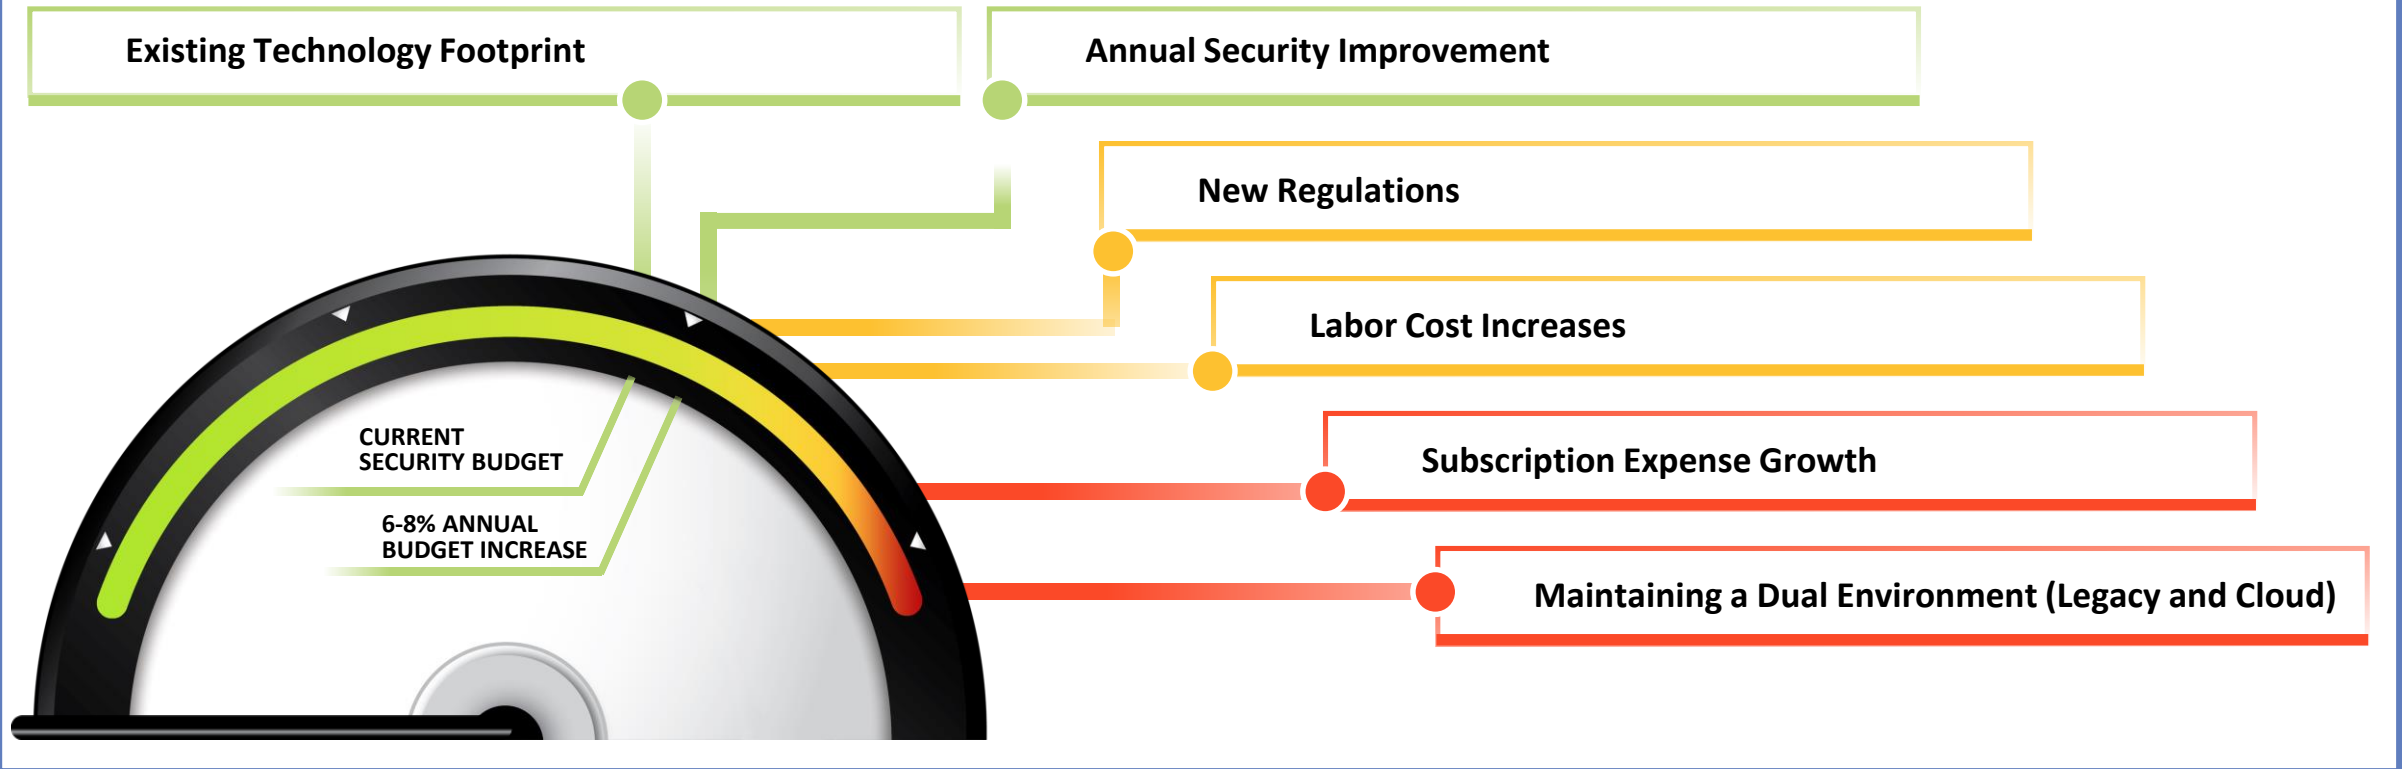 Existing Technology Footprint
Annual Security Improvement
New Regulations
Labor Cost Increases
Subscription Expense Growth
Maintaining a Dual Environment (Legacy and Cloud)
CURRENT
SECURITY BUDGET
6-8% ANNUAL
BUDGET INCREASE